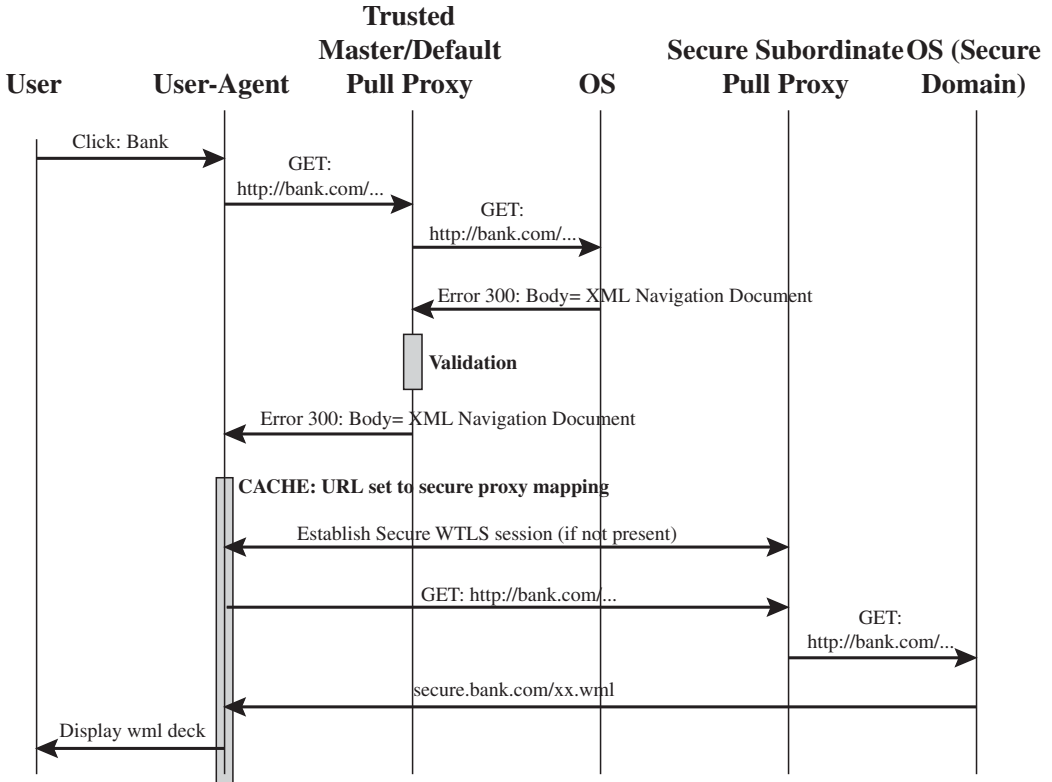 Trusted
Master/Default
Secure Subordinate OS (Secure
User
User-Agent
Pull Proxy
OS
Pull Proxy
Domain)
Click: Bank
GET:
http://bank.com/...
GET:
http://bank.com/...
Error 300: Body= XML Navigation Document
Validation
Error 300: Body= XML Navigation Document
CACHE: URL set to secure proxy mapping
Establish Secure WTLS session (if not present)
GET: http://bank.com/...
GET:
http://bank.com/...
secure.bank.com/xx.wml
Display wml deck